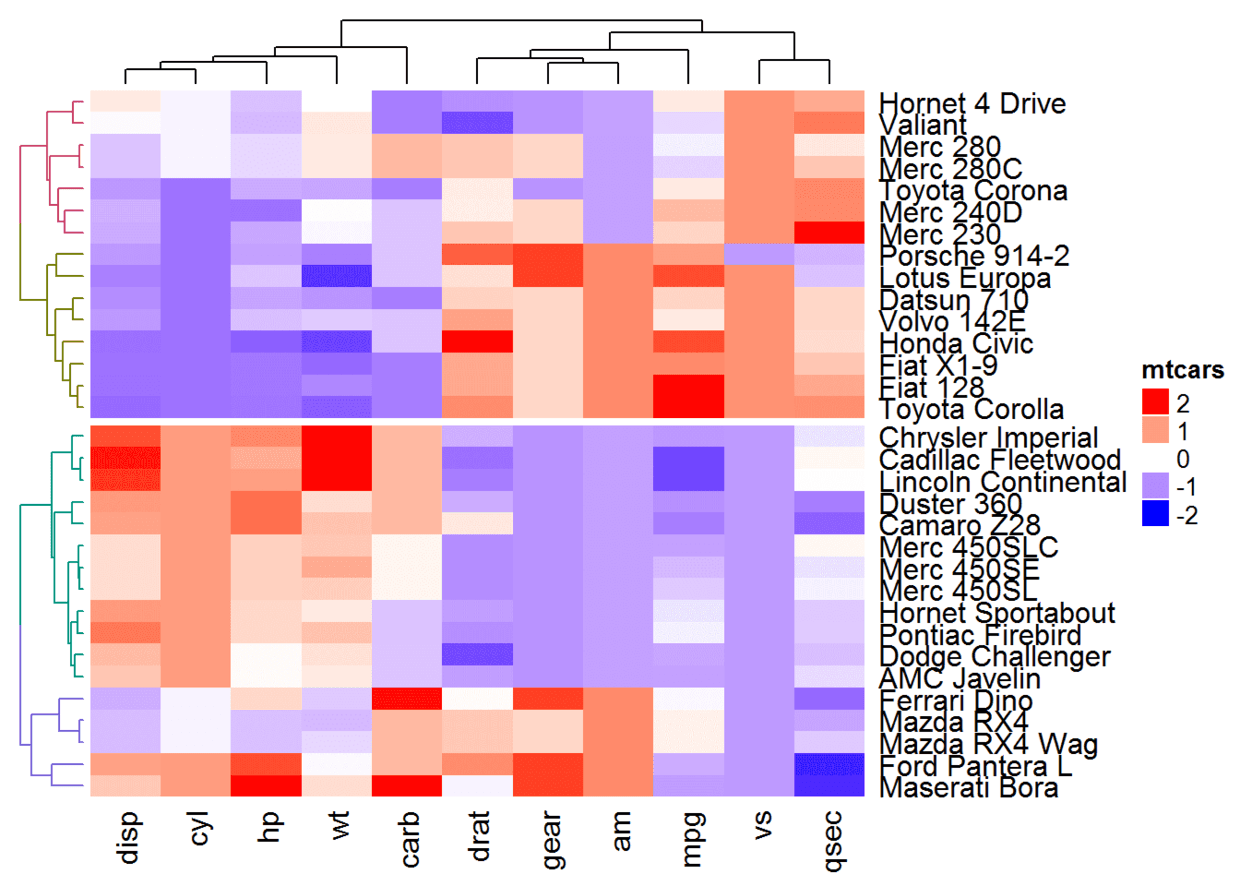 Hornet 4 Drive
Valiant
Merc 280
Merc 280C
Toyota Corona
Merc 240D
Merc 230
Porsche 914-2
Lotus Europa
Datsun 710
Volvo 142E
Honda Civic
Fiat X1-9
Fiat 128
Toyota Corolla
Chrysler Imperial
Cadillac Fleetwood
Lincoln Continental
Duster 360
Camaro Z28
Merc 450SLC
Merc 450SE
Merc 450SL
Hornet Sportabout
Pontiac Firebird
Dodge Challenger
AMC Javelin
Ferrari Dino
Mazda RX4
Mazda RX4 Wag
Ford Pantera L
Maserati Bora
mtcars
2
1
0
-1
-2
disp
cyl
hp
wt
carb
drat
gear
am
mpg
vs
qsec